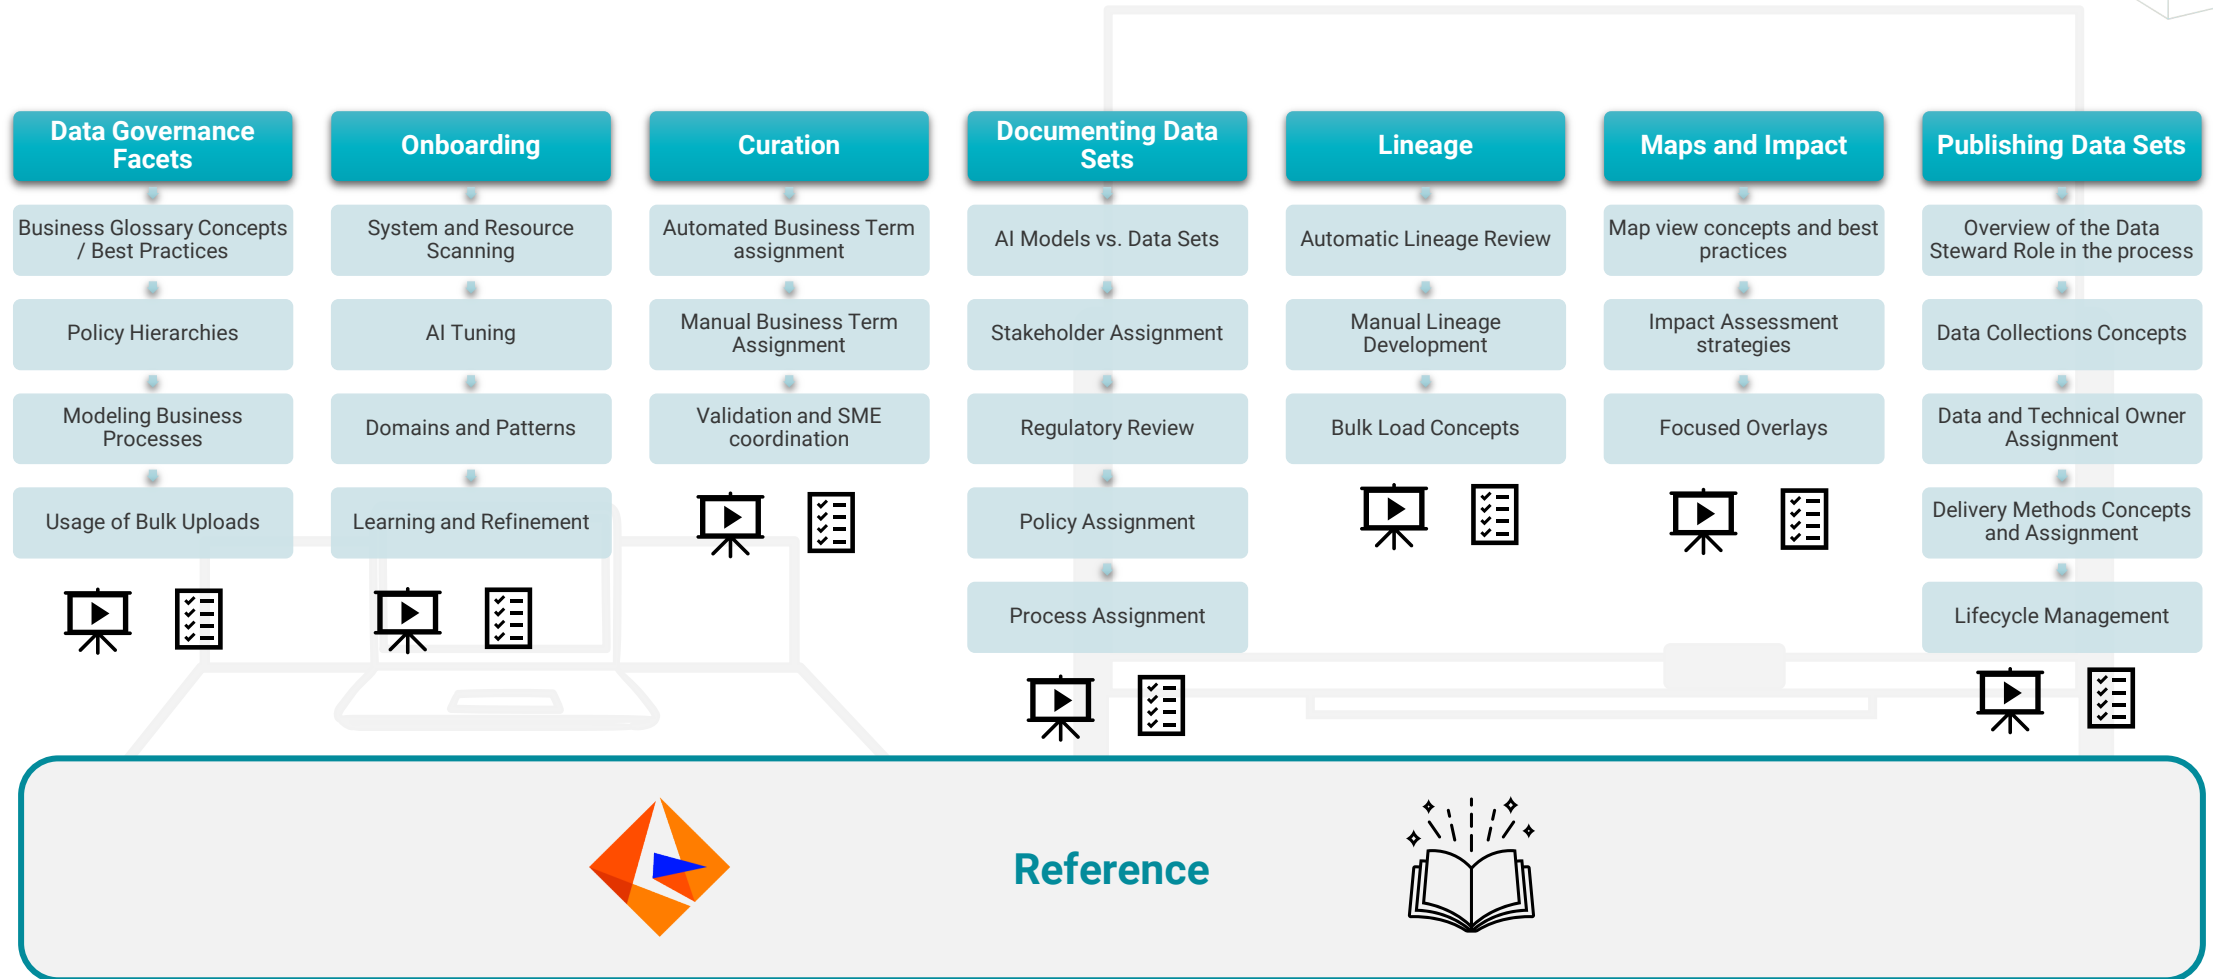 Data Governance
Facets
Business Glossary Concepts
/ Best Practices
Policy Hierarchies
Modeling Business
Processes
Usage of Bulk Uploads
Onboarding
System and Resource
Scanning
AI Tuning
Domains and Patterns
Learning and Refinement
Curation
Automated Business Term
assignment
Manual Business Term
Assignment
Validation and SME
coordination
Documenting Data
Sets
AI Models vs. Data Sets
Stakeholder Assignment
Regulatory Review
Policy Assignment
Process Assignment
Lineage
Automatic Lineage Review
Manual Lineage
Development
Bulk Load Concepts
Maps and Impact
Map view concepts and best
practices
Impact Assessment
strategies
Focused Overlays
Publishing Data Sets
Overview of the Data
Steward Role in the process
Data Collections Concepts
Data and Technical Owner
Assignment
Delivery Methods Concepts
and Assignment
Lifecycle Management
Reference